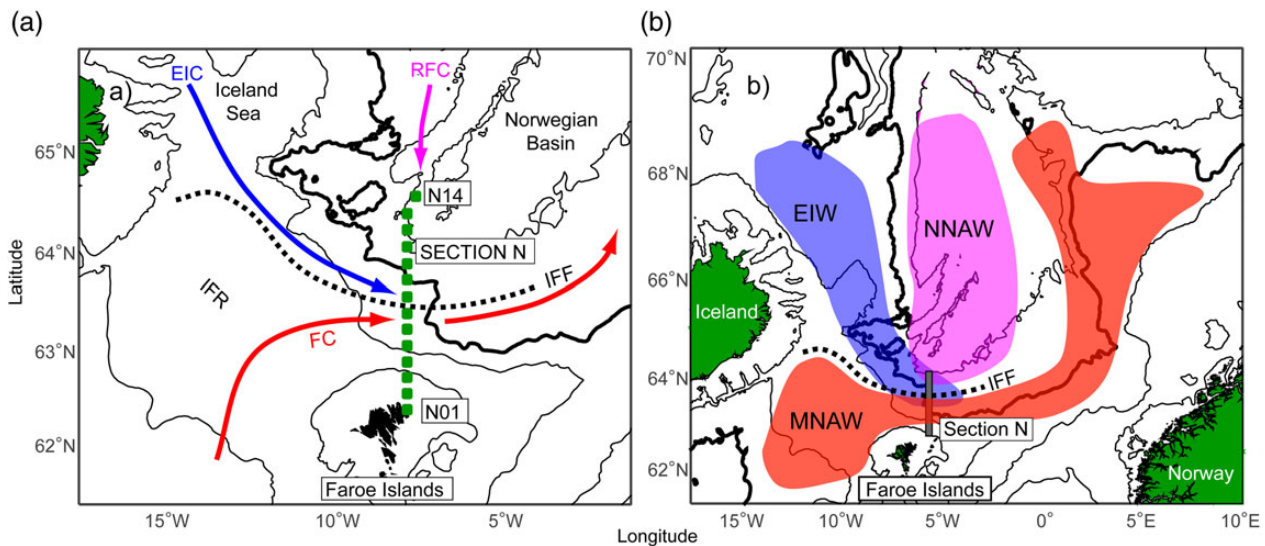 (a)
(b)
a)
EIC
Iceland
Sea
RFC
Norwegian
Basin
N14
SECTION N
IFF
IFR
FC
N01
Faroe Islands
65°N
64°N
63°N
62°N
Latitude
15°W
10°W
5°W
b)
EIW
NNAW
Iceland
IFF
MNAW
Section N
Faroe Islands
Norway
70°N
68°N
66°N
64°N
62°N
15°W
10°W
5°W
0°
5°E
10°E
Longitude